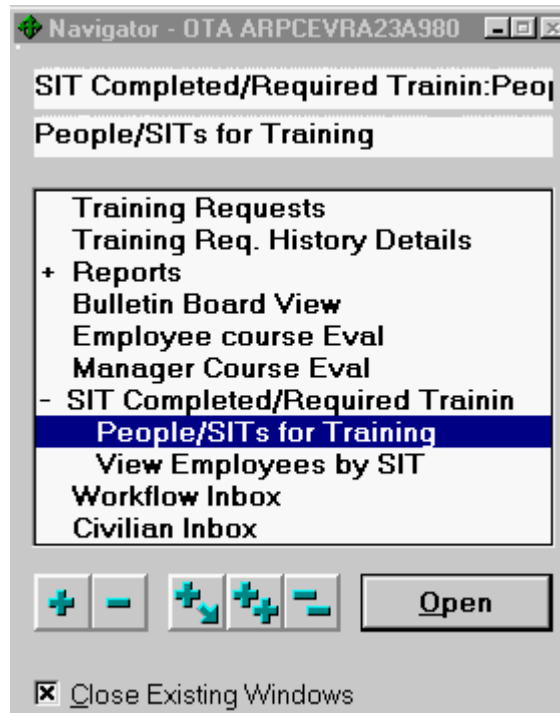 Navigator - OTA ARPCEVRA23A980
SIT Completed/Required Trainin:Peop
People/SITs for Training
Training Requests
Training Req. History Details
+ Reports
Bulletin Board View
Employee course Eval
Manager Course Eval
- SIT Completed/Required Trainin
People/SITs for Training
View Employees by SIT
Workflow Inbox
Civilian Inbox
Open
Close Existing Windows